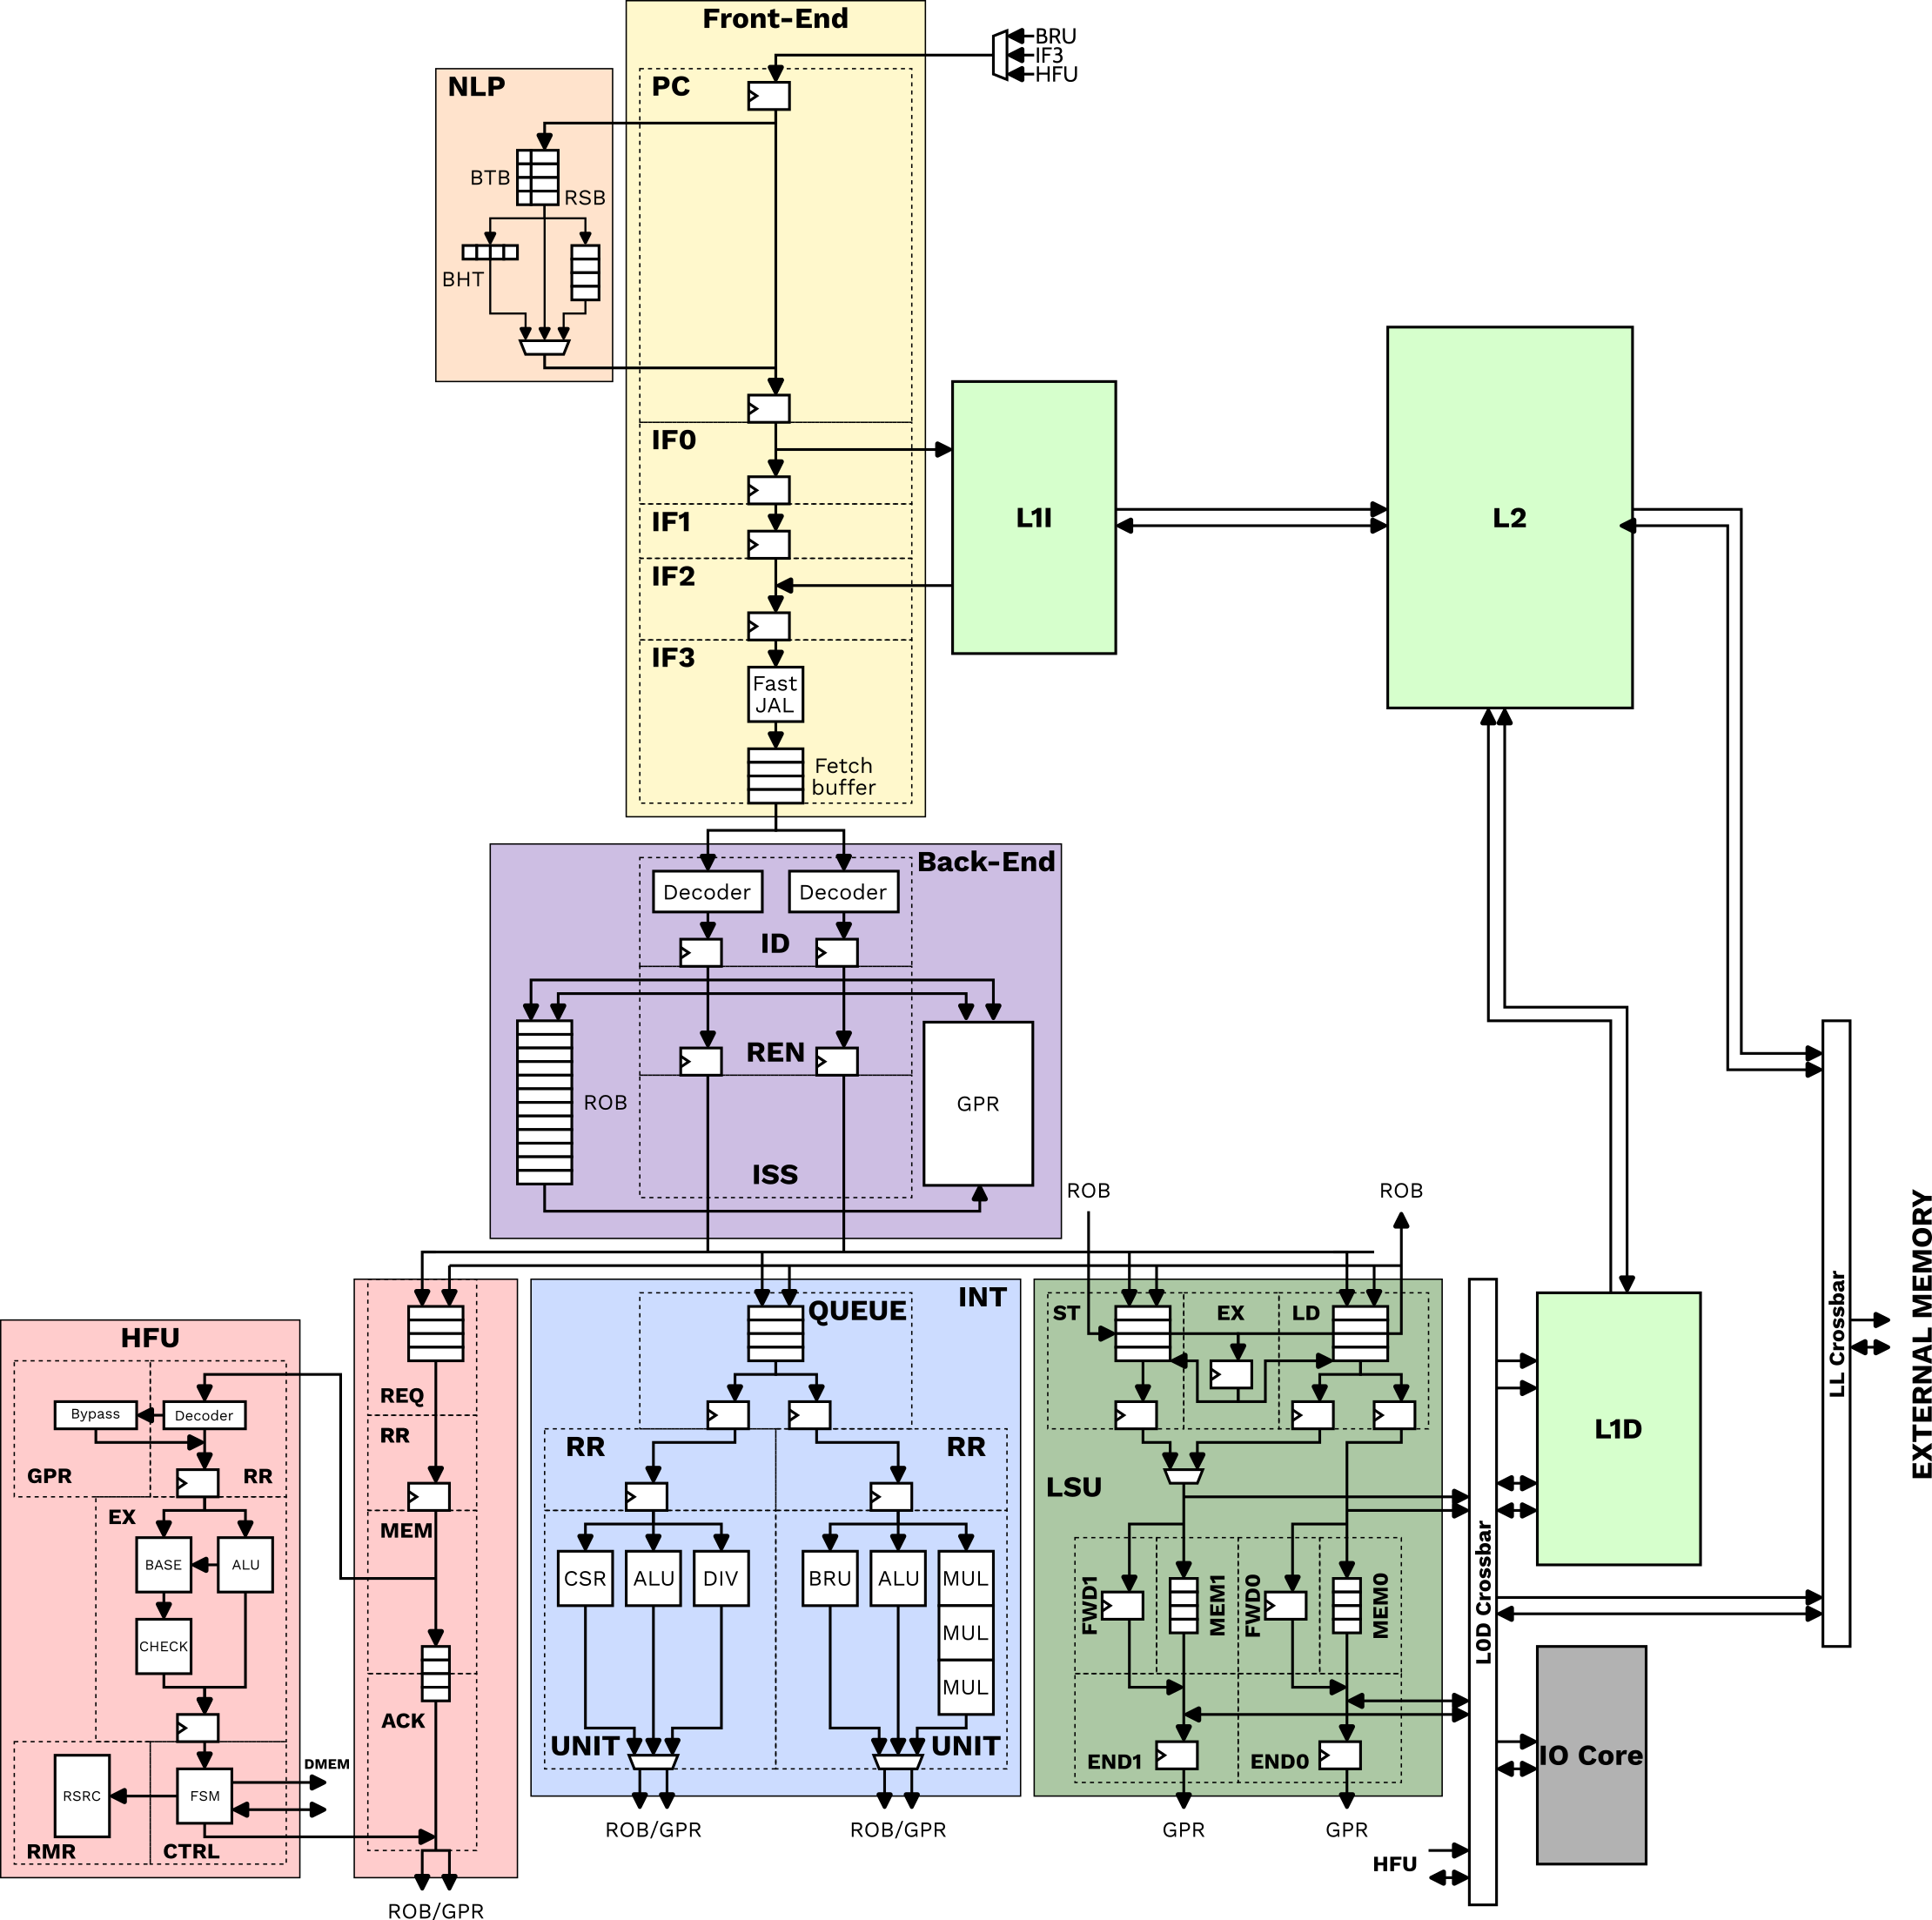 Front-End
BRU
IF3
HFU
NLP
PC
BTB
RSB
BHT
IF0
L1I
L2
IF1
IF2
IF3
Fast
JAL
Fetch
buffer
Back-End
Decoder
Decoder
ID
REN
ROB
GPR
ISS
ROB
ROB
EXTERNAL MEMORY
LL Crossbar
HFU
INT
QUEUE
ST
EX
LD
REQ
Bypass
Decoder
RR
RR
RR
GPR
RR
LSU
L1D
EX
MEM
BASE
ALU
CSR
ALU
DIV
BRU
ALU
MUL
MUL
MUL
FWD1
MEM1
FWD0
MEM0
L0D Crossbar
CHECK
ACK
UNIT
UNIT
END1
END0
IO Core
DMEM
RSRC
FSM
RMR
CTRL
ROB/GPR
ROB/GPR
GPR
GPR
HFU
ROB/GPR